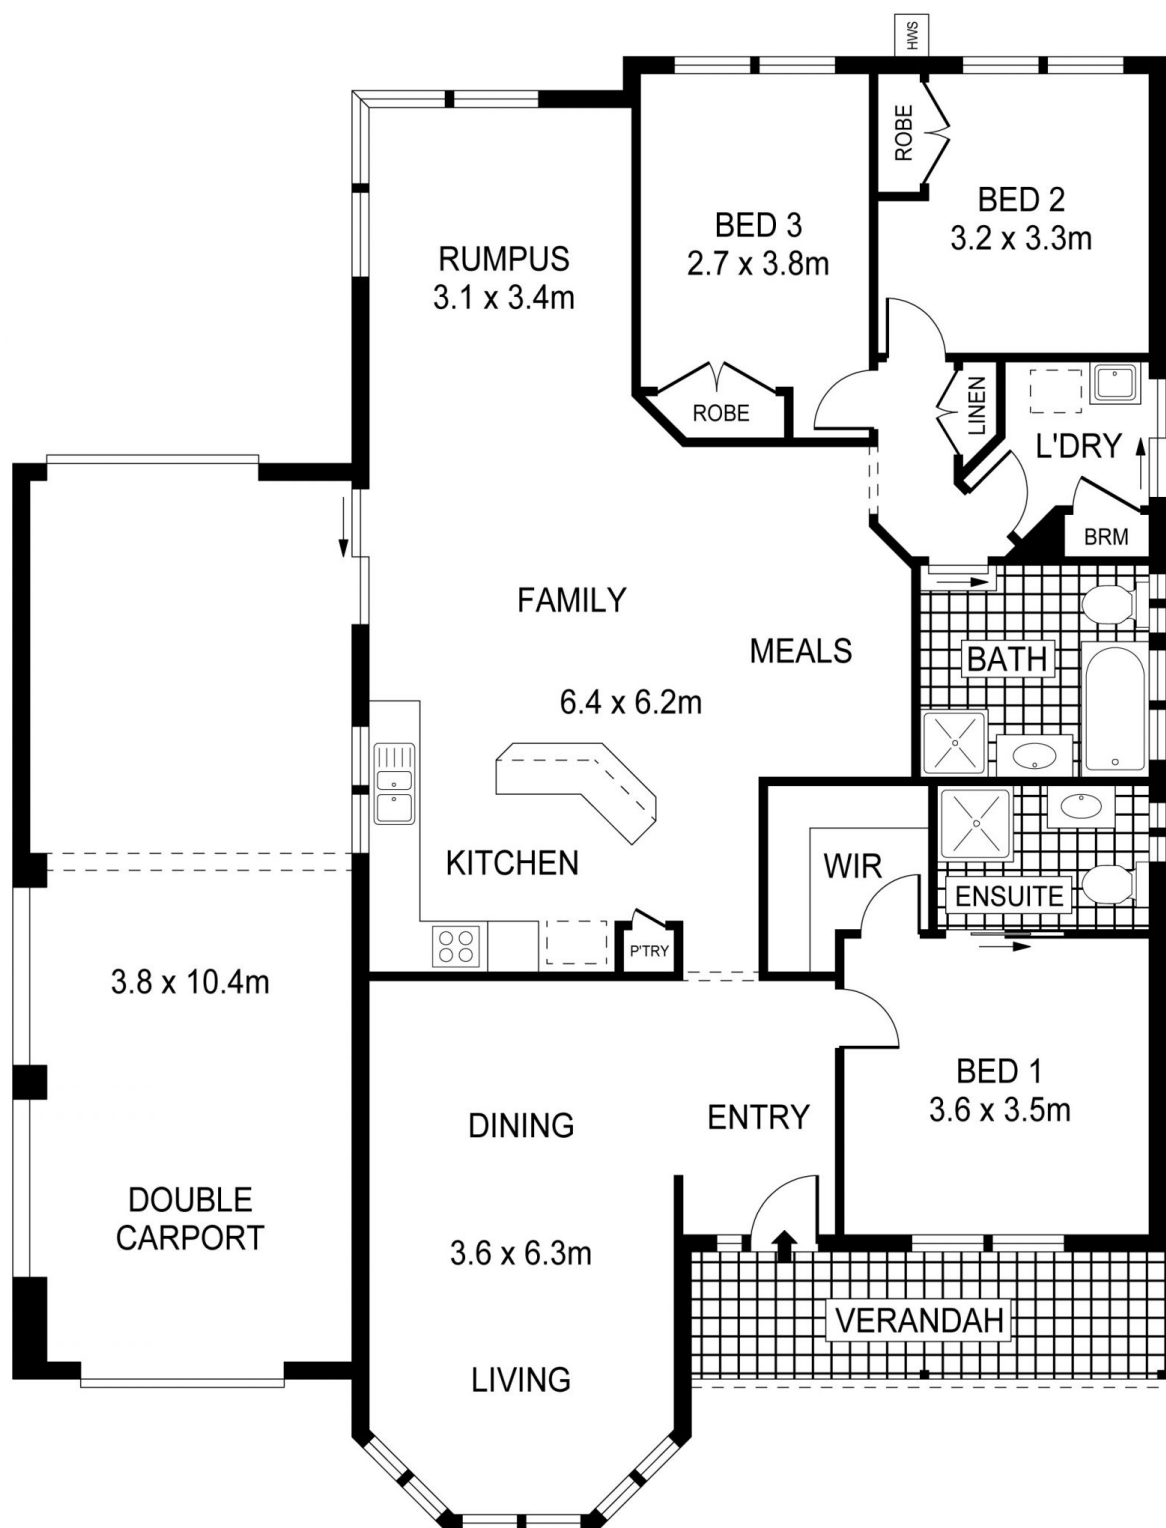 HWS
ROBE
BED 2
3.2 x 3.3m
BED 3
2.7 x 3.8m
RUMPUS
3.1 x 3.4m
ROBE
LINEN
L'DRY
BRM
FAMILY
MEALS
6.4 x 6.2m
BATH
KITCHEN
WIR
ENSUITE
P'TRY
3.8 x 10.4m
BED 1
3.6 x 3.5m
DINING
ENTRY
DOUBLE
CARPORT
3.6 x 6.3m
VERANDAH
LIVING